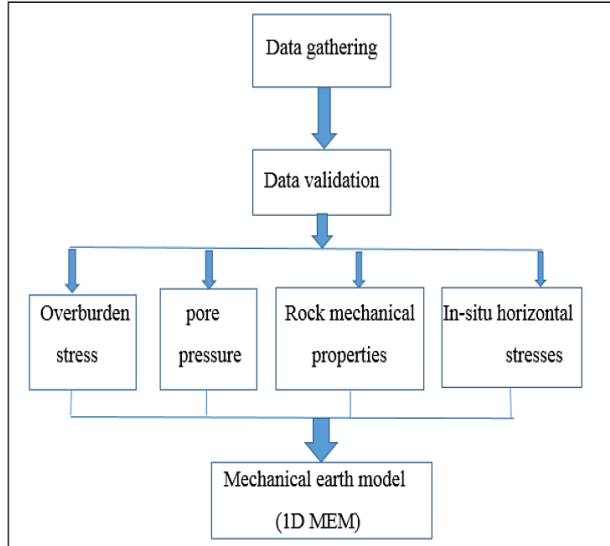 Data gathering
Data validation
Overburden
stress
pore
pressure
Rock mechanical
properties
In-situ horizontal
stresses
Mechanical earth model
(1D MEM)